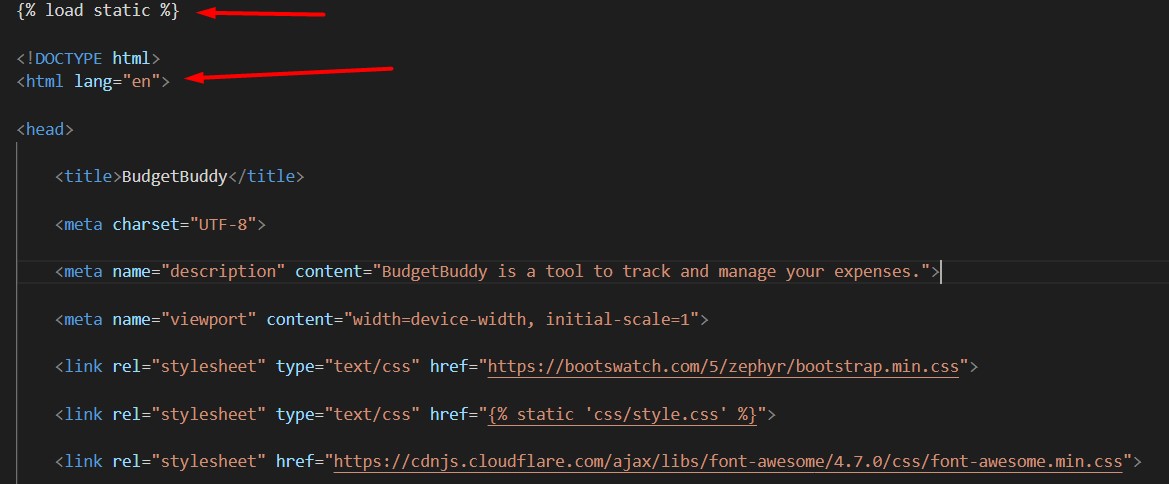 {% load static %}
<!DOCTYPE html>
<html lang="en">
<head>
<title>BudgetBuddy</title>
<meta charset="UTF-8">
<meta name="description" content="BudgetBuddy is a tool to track and manage your expenses.">
<meta name="viewport" content="width=device-width, initial-scale=1">
<link rel="stylesheet" type="text/css" href="https://bootswatch.com/5/zephyr/bootstrap.min.css">
<link rel="stylesheet" type="text/css" href="{% static 'css/style.css' %}">
<link rel="stylesheet" href="https://cdnjs.cloudflare.com/ajax/libs/font-awesome/4.7.0/css/font-awesome.min.css">